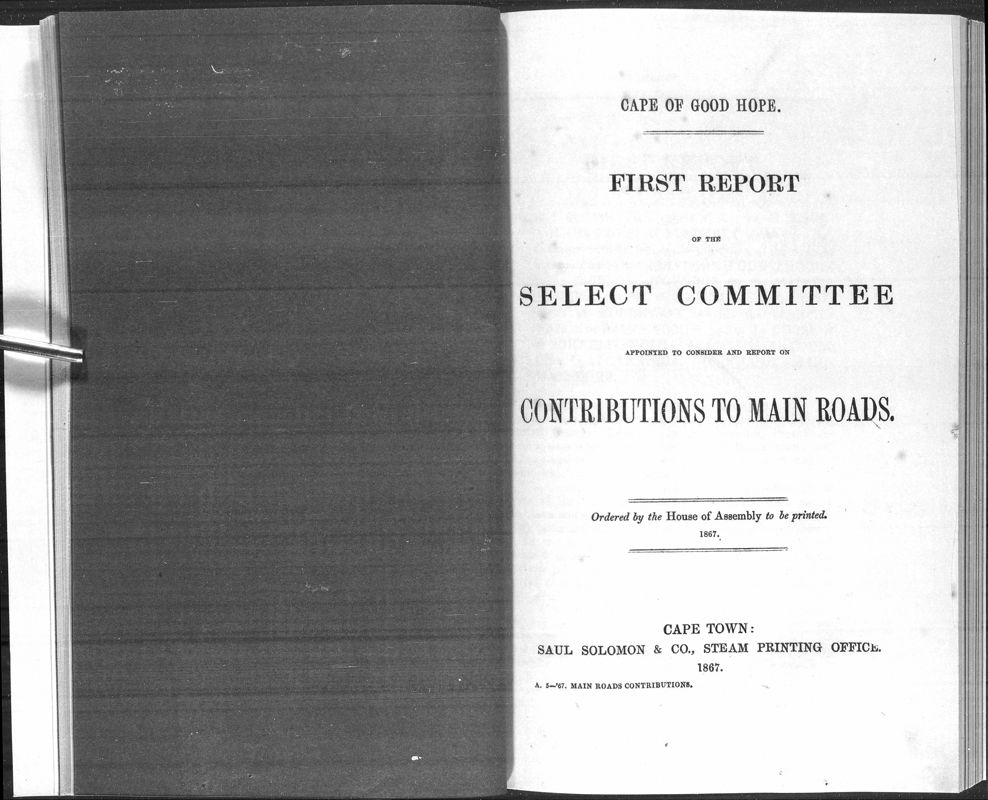 CAPE OF GOOD HOPE.
FIRST REPORT
OF THE
SELECT COMMITTEE
APPOINTED TO CONSIDER AND REPORT ON
CONTRIBUTIONS TO MAIN ROADS.
Ordered by the House of Assembly to be printed.
1867.
CAPE TOWN:
SAUL SOLOMON & CO., STEAM PRINTING OFFICE.
1867.
A. 5—'67. MAIN ROADS CONTRIBUTIONS.